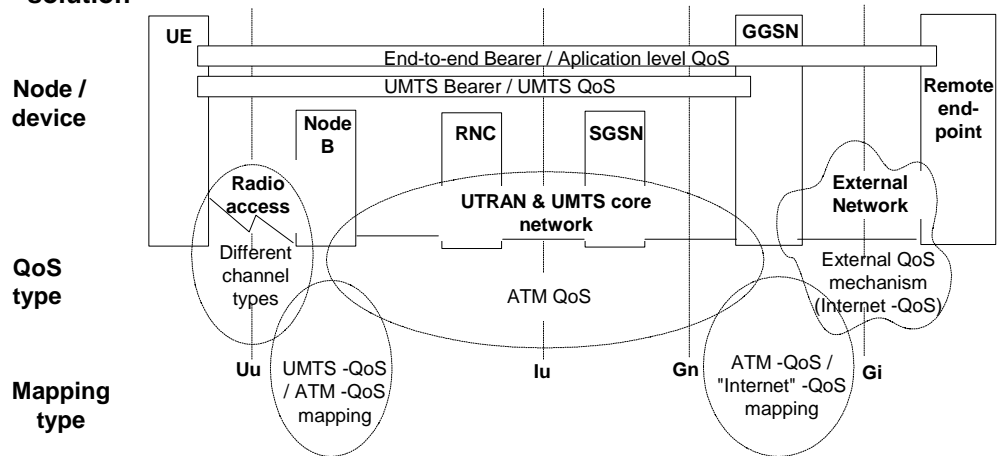 solution
UE
GGSN
End-to-end Bearer / Aplication level QoS
UMTS Bearer / UMTS QoS
Node /
device
Node
B
RNC
SGSN
Remote
end-
point
Radio
access
UTRAN & UMTS core
network
External
Network
QoS
type
Different
channel
types
ATM QoS
External QoS
mechanism
(Internet -QoS)
Uu
Iu
Gn
Gi
Mapping
type
UMTS -QoS
/ ATM -QoS
mapping
ATM -QoS /
"Internet" -QoS
mapping